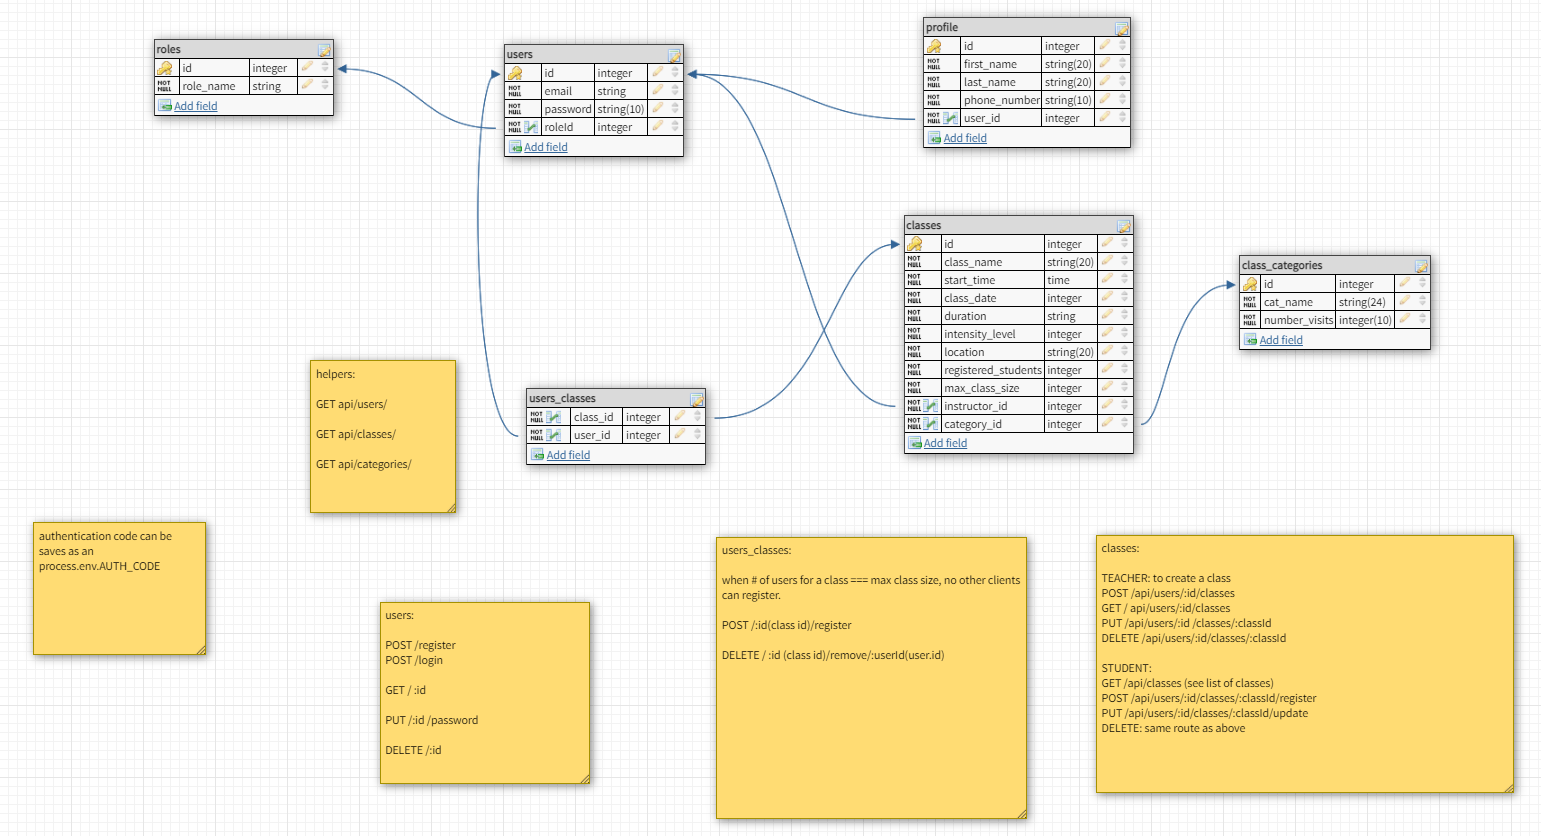 roles
id integer
NOT NULL role_name string
Add field
users
id integer
NOT NULL email string
NOT NULL password string(10)
NOT NULL roleId integer
Add field
profile
id integer
NOT NULL first_name string(20)
NOT NULL last_name string(20)
NOT NULL phone_number string(10)
NOT NULL user_id integer
Add field
classes
id integer
NOT NULL class_name string(20)
NOT NULL start_time time
NOT NULL class_date integer
NOT NULL duration string
NOT NULL intensity_level integer
NOT NULL location string(20)
NOT NULL registered_students integer
NOT NULL max_class_size integer
NOT NULL instructor_id integer
NOT NULL category_id integer
Add field
class_categories
id integer
NOT NULL cat_name string(24)
NOT NULL number_visits integer(10)
Add field
users_classes
NOT NULL class_id integer
NOT NULL user_id integer
Add field
helpers:
GET api/users/
GET api/classes/
GET api/categories/
authentication code can be
saves as an
process.env.AUTH_CODE
users:
POST /register
POST /login
GET / :id
PUT /:id /password
DELETE /:id
users_classes:
when # of users for a class === max class size, no other clients
can register.
POST /:id(class id)/register
DELETE / :id (class id)/remove/:userId(user.id)
classes:
TEACHER: to create a class
POST /api/users/:id/classes
GET / api/users/:id/classes
PUT /api/users/:id /classes/:classId
DELETE /api/users/:id/classes/:classId
STUDENT:
GET /api/classes (see list of classes)
POST /api/users/:id/classes/:classId/register
PUT /api/users/:id/classes/:classId/update
DELETE: same route as above